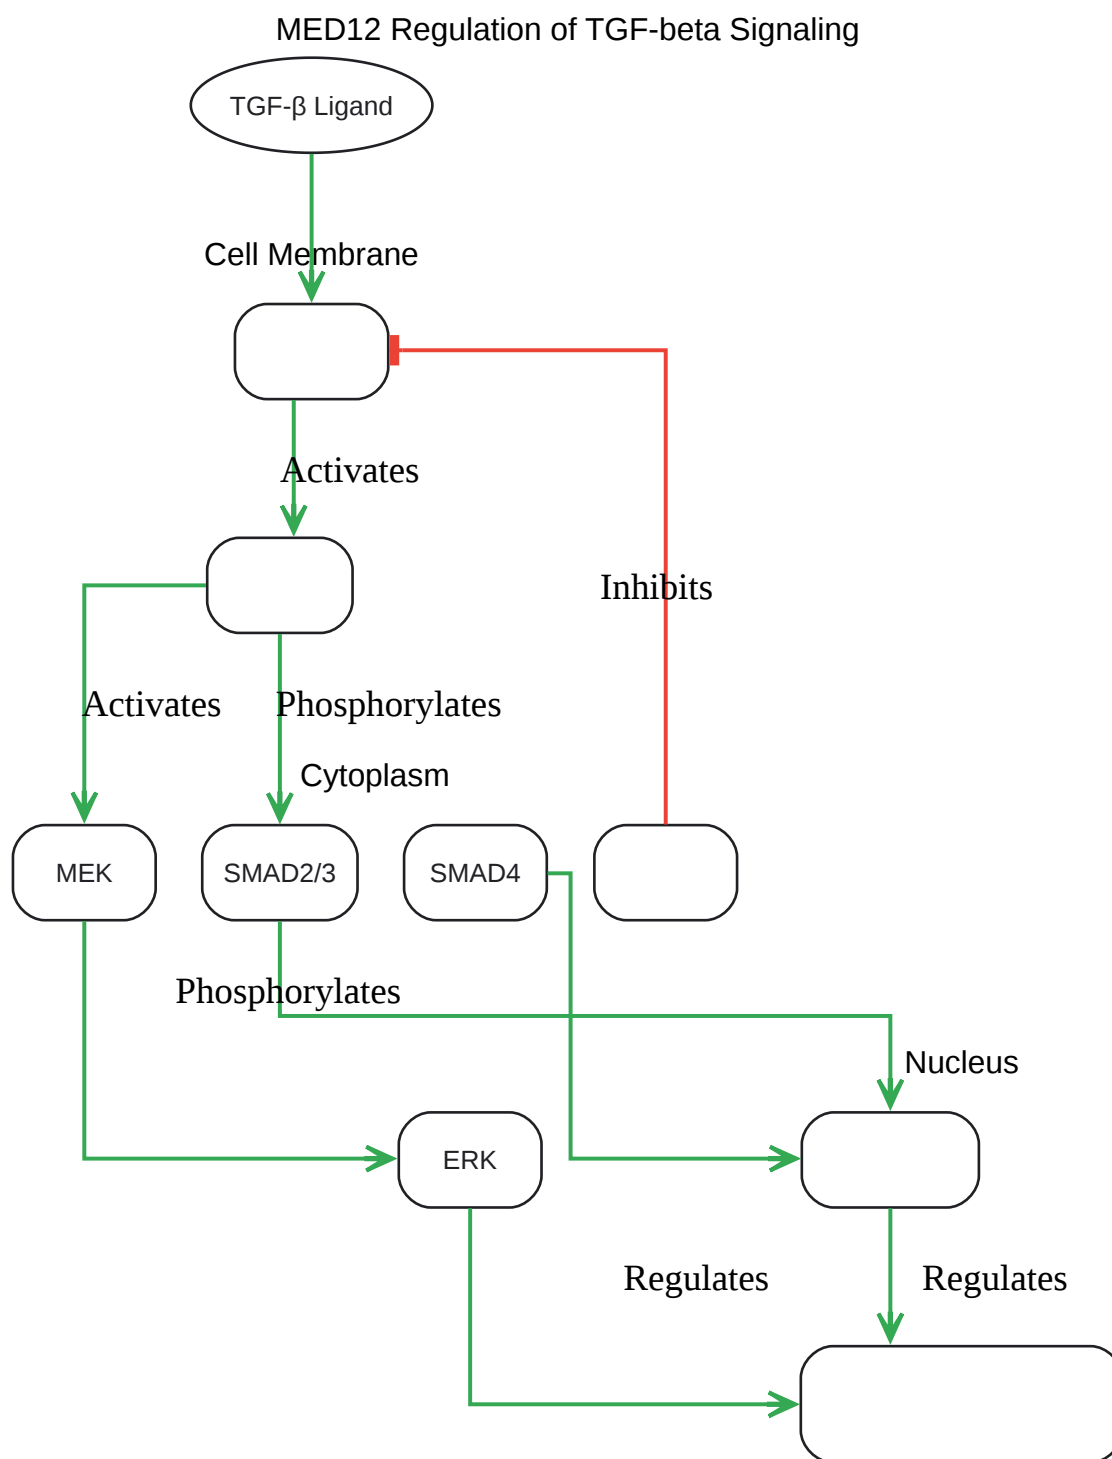 MED12 Regulation of TGF-beta Signaling
TGF-β Ligand
Cell Membrane
Activates
Inhibits
Activates
Phosphorylates
Cytoplasm
MEK
SMAD2/3
SMAD4
Phosphorylates
Nucleus
ERK
Regulates
Regulates